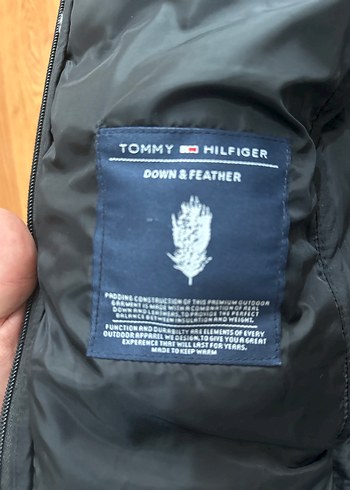 TOMMY HILFIGER
DOWN & FEATHER
PADDING CONSTRUCTION OF THIS PREMIUM OUTDOOR
GARMENT IS MADE WITH A COMBINATION OF REAL
DOWN AND FEATHERS, TO PROVIDE THE PERFECT
BALANCE BETWEEN INSULATION AND WEIGHT.
FUNCTION AND DURABILITY ARE ELEMENTS OF EVERY
OUTDOOR APPAREL WE DESIGN. TO GIVE YOU A GREAT
EXPERIENCE THAT WILL LAST FOR YEARS.
MADE TO KEEP WARM